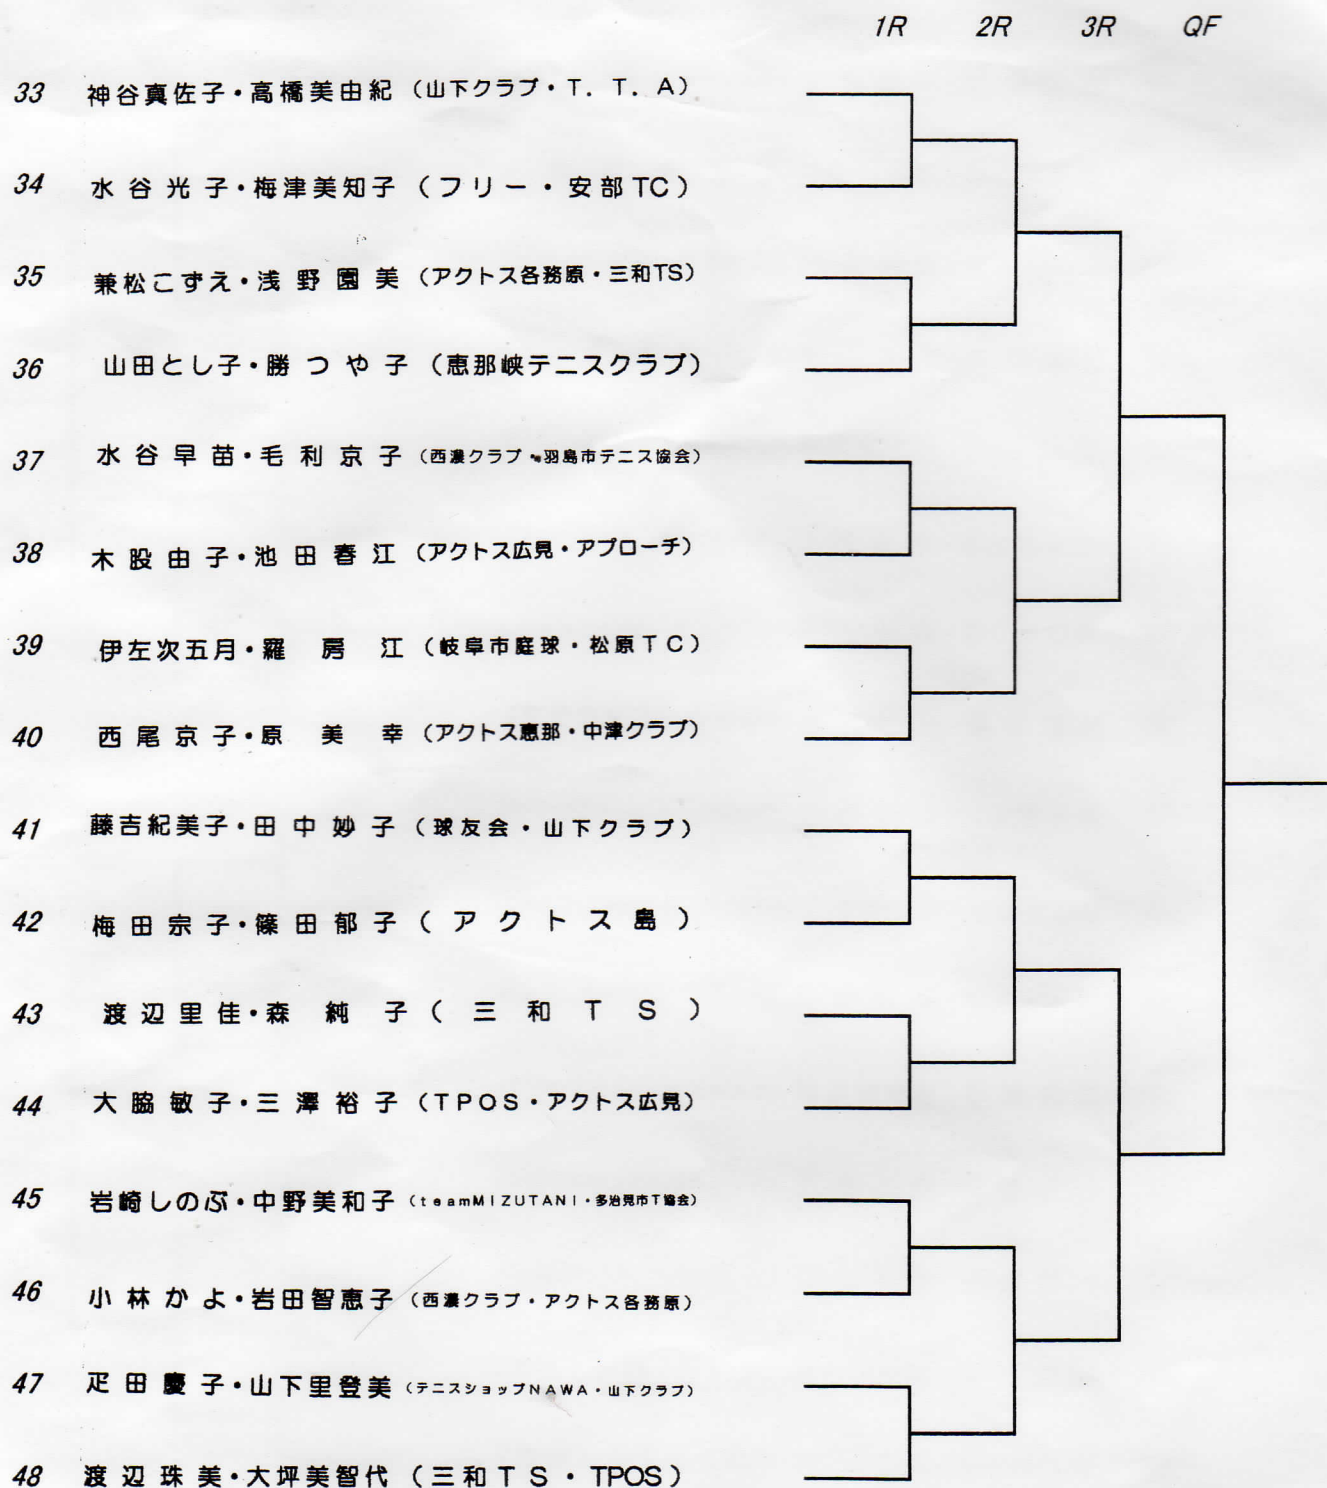 1R 2R 3R QF
33 神谷真佐子・高橋美由紀 (山下クラブ・T. T. A)
34 水谷光子・梅津美知子 (フリー・安部TC)
35 兼松こずえ・浅野園美 (アクトス各務原・三和TS)
36 山田とし子・勝つや子 (恵那峡テニスクラブ)
37 水谷早苗・毛利京子 (西濃クラブ・羽島市テニス協会)
38 木股由子・池田春江 (アクトス広見・アプローチ)
39 伊左次五月・羅房江 (岐阜市庭球・松原TC)
40 西尾京子・原美幸 (アクトス恵那・中津クラブ)
41 藤吉紀美子・田中妙子 (球友会・山下クラブ)
42 梅田宗子・篠田郁子 (アクトス島)
43 渡辺里佳・森純子 (三和TS)
44 大脇敏子・三澤裕子 (TPOS・アクトス広見)
45 岩崎しのぶ・中野美和子 (teamMIZUTANI・多治見市T協会)
46 小林かよ・岩田智恵子 (西濃クラブ・アクトス各務原)
47 疋田慶子・山下里登美 (テニスショップNAWA・山下クラブ)
48 渡辺珠美・大坪美智代 (三和TS・TPOS)